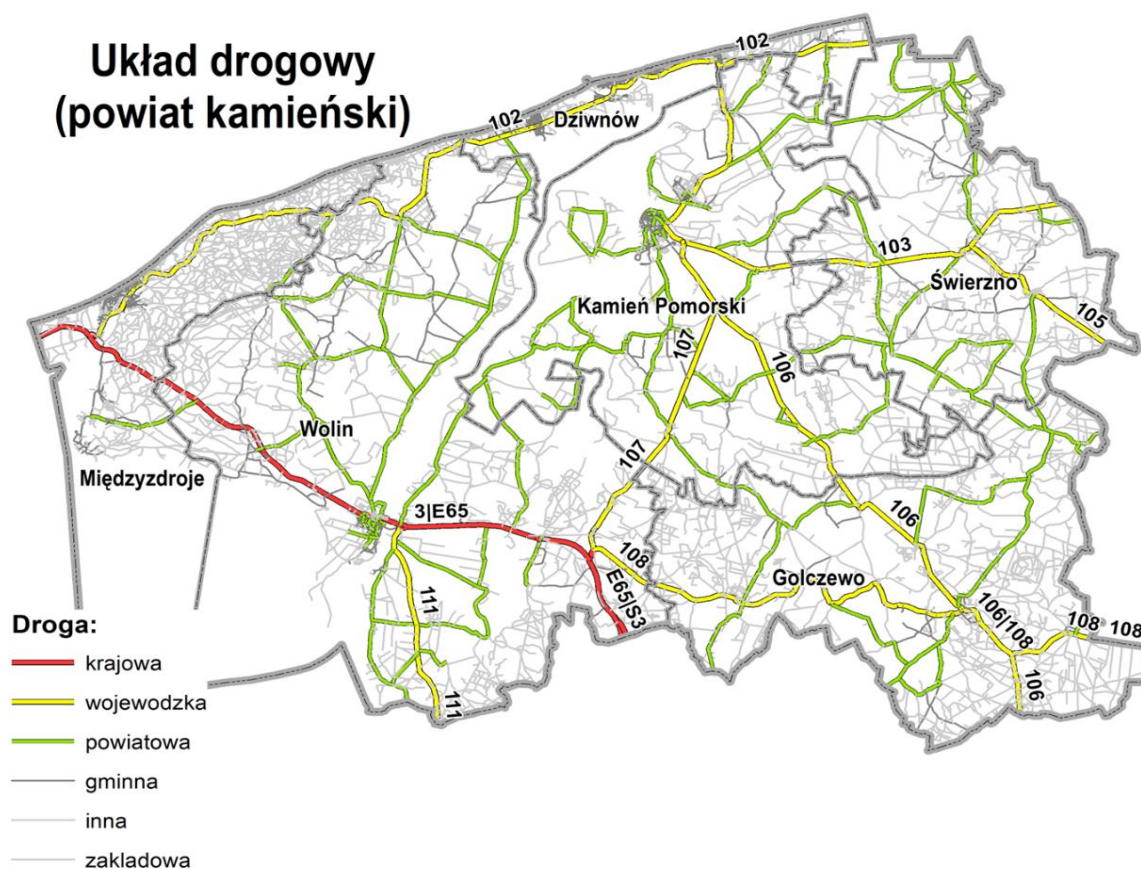 Układ drogowy
(powiat kamieński)
102
102
Dziwnów
103
Świerzno
105
Kamień Pomorski
107
106
Wolin
Międzyzdroje
107
3|E65
106
108
E65|S3
Golczewo
111
106|108
108
108
106
111
Droga:
krajowa
wojewodzka
powiatowa
gminna
inna
zakladowa